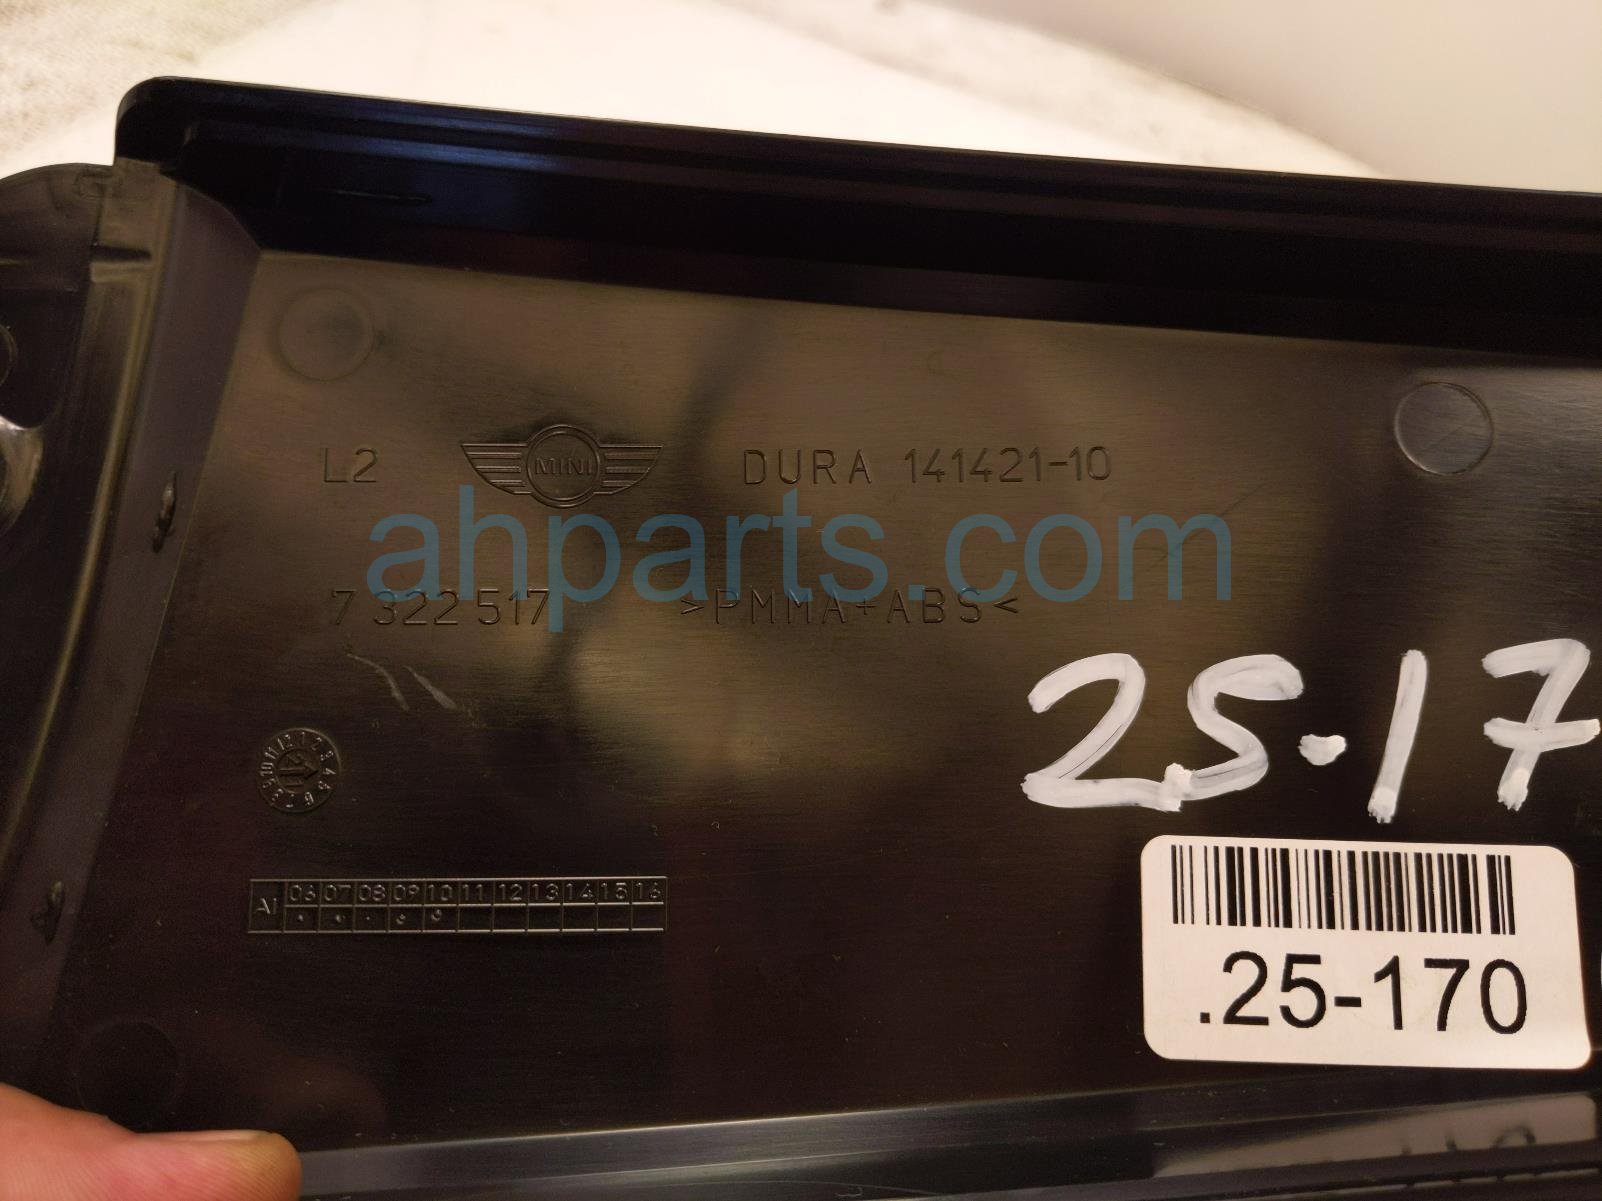 L2 MINI DURA 141421-10
ahparts.com
7 322 517 >PMMA+ABS<
25.17
A1 06 07 08 09 10 11 12 13 14 15 16
.25-170